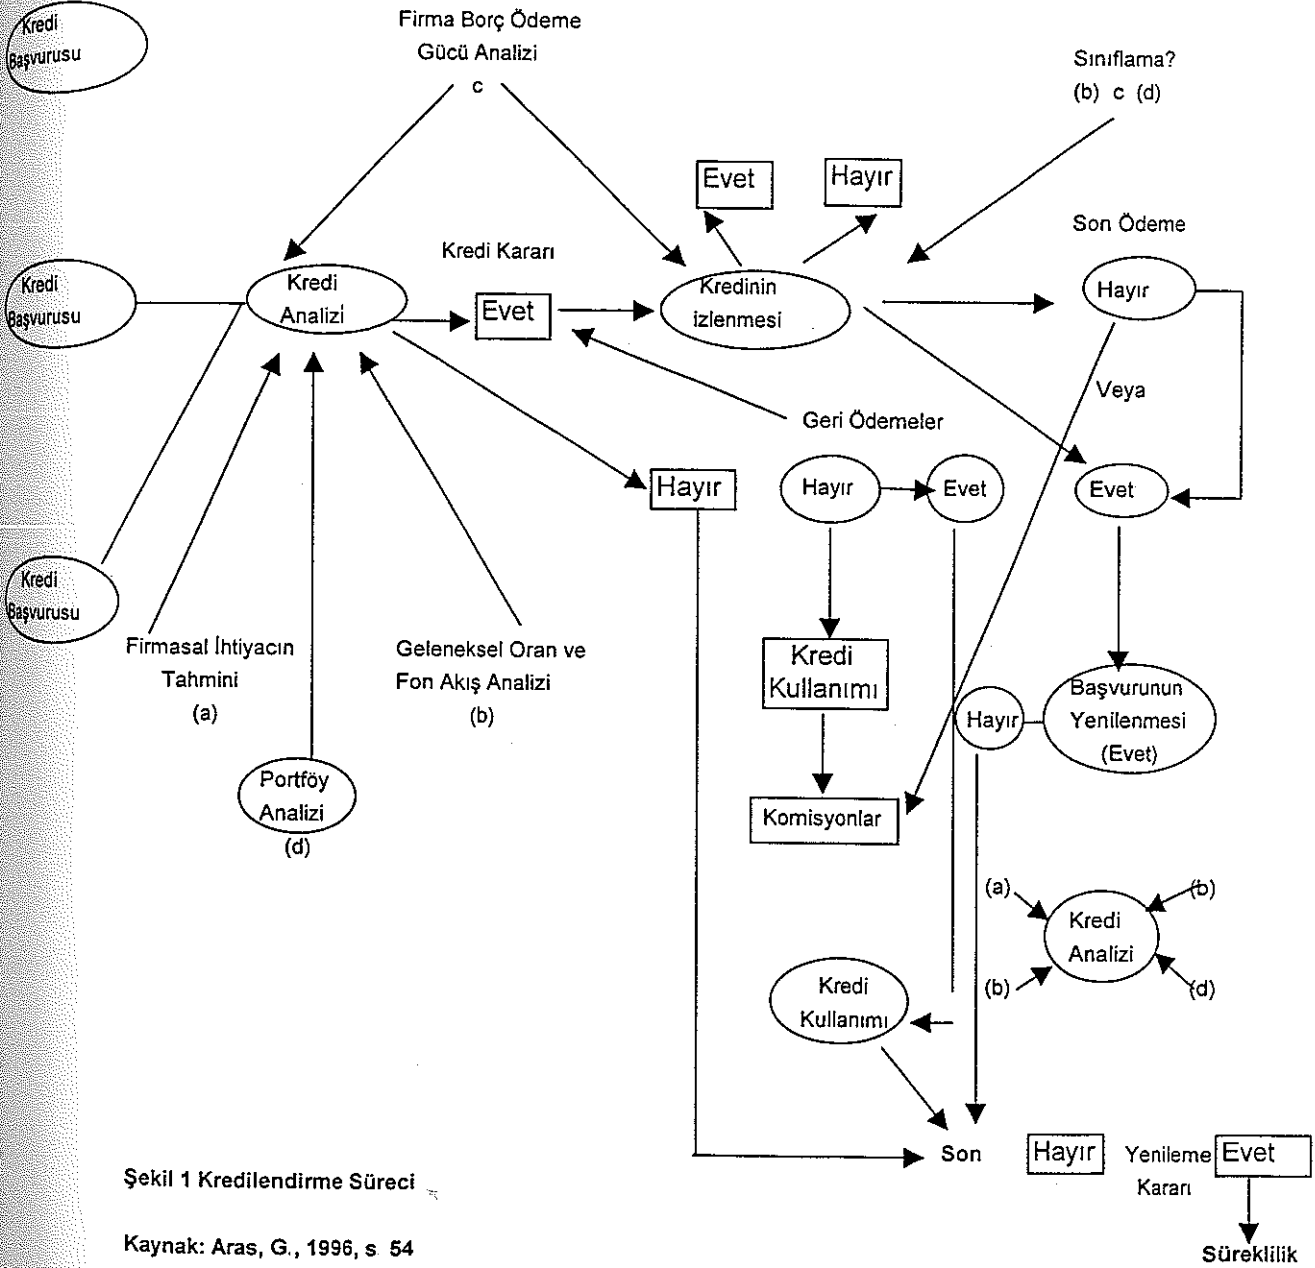 Kredi
Başvurusu
Firma Borç Ödeme
Gücü Analizi
c
Sınıflama?
(b) c (d)
Evet
Hayır
Son Ödeme
Kredi Kararı
Kredi
Başvurusu
Kredi
Analizi
Evet
Kredinin
izlenmesi
Hayır
Veya
Geri Ödemeler
Hayır
Hayır
Evet
Evet
Kredi
Başvurusu
Firmasal İhtiyacın
Tahmini
(a)
Geleneksel Oran ve
Fon Akış Analizi
(b)
Kredi
Kullanımı
Hayır
Başvurunun
Yenilenmesi
(Evet)
Portföy
Analizi
(d)
Komisyonlar
(a)
(b)
Kredi
Analizi
(b)
(d)
Kredi
Kullanımı
Son
Hayır
Yenileme
Kararı
Evet
Süreklilik
Şekil 1 Kredilendirme Süreci
Kaynak: Aras, G., 1996, s. 54